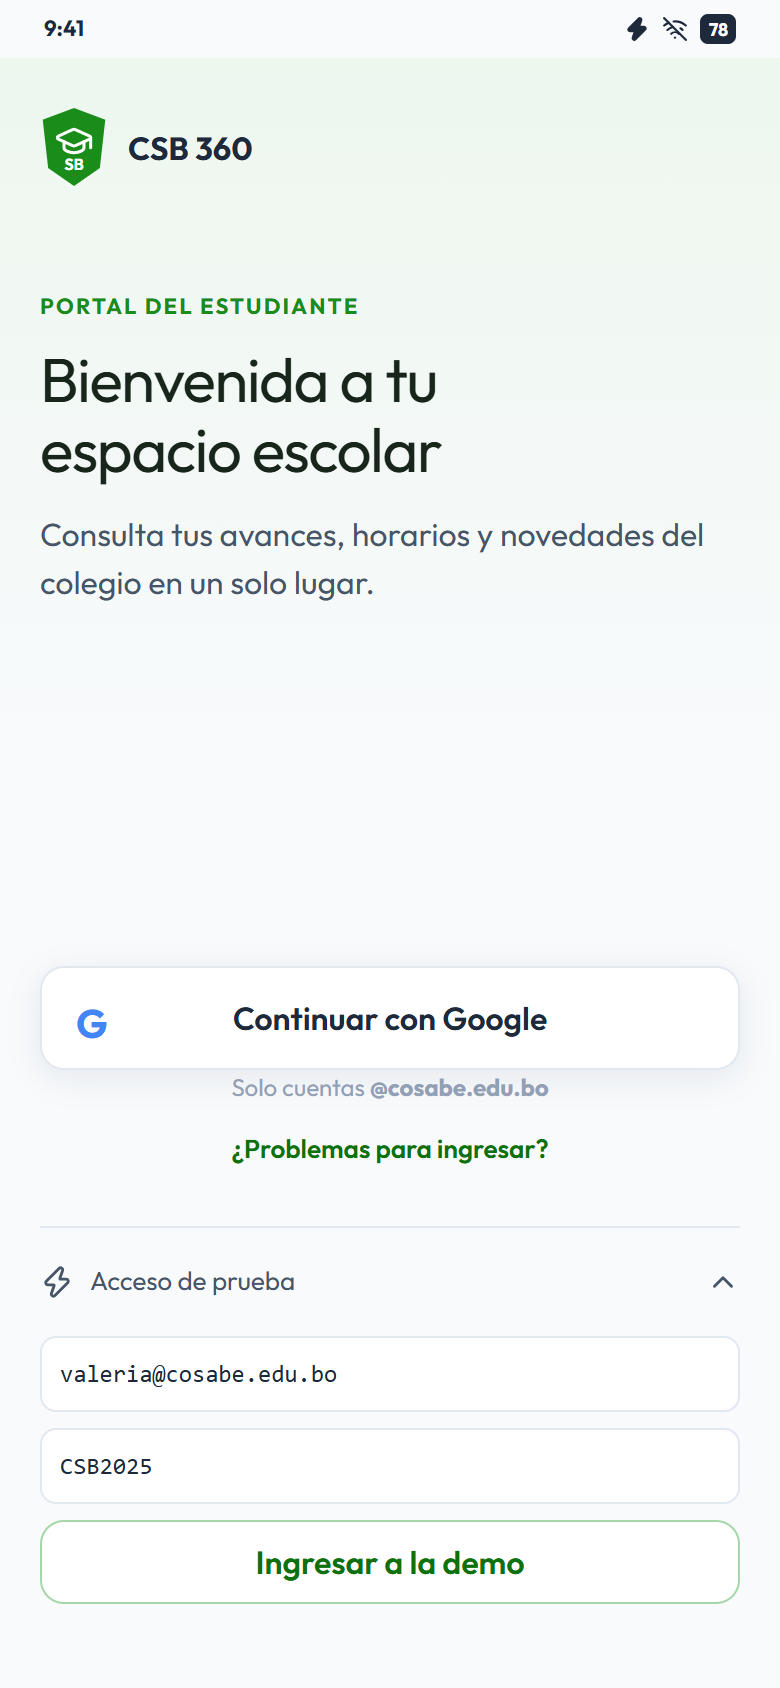 9:41
78
SB
CSB 360
PORTAL DEL ESTUDIANTE
Bienvenida a tu
espacio escolar
Consulta tus avances, horarios y novedades del
colegio en un solo lugar.
G
Continuar con Google
Solo cuentas @cosabe.edu.bo
¿Problemas para ingresar?
Acceso de prueba
valeria@cosabe.edu.bo
CSB2025
Ingresar a la demo